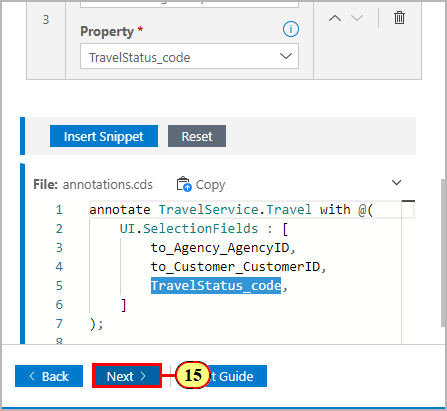 3
Property *
TravelStatus_code
Insert Snippet
Reset
File: annotations.cds
Copy
1 annotate TravelService.Travel with @(
2 UI.SelectionFields : [
3 to_Agency_AgencyID,
4 to_Customer_CustomerID,
5 TravelStatus_code,
6 ]
7 );
8
< Back
Next >
15
Guide